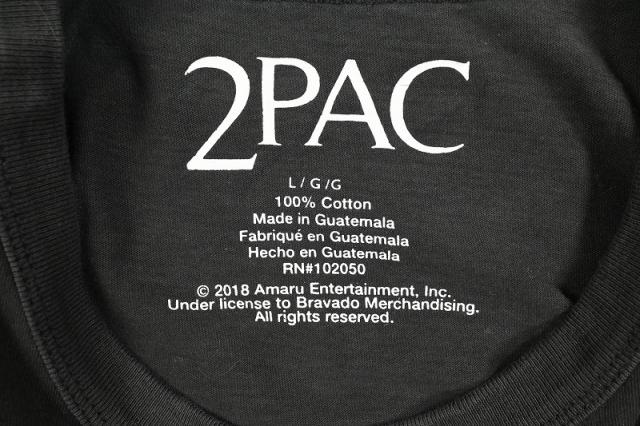 2PAC
L / G /G
100% Cotton
Made in Guatemala
Fabriqué en Guatemala
Hecho en Guatemala
RN#102050
© 2018 Amaru Entertainment, Inc.
Under license to Bravado Merchandising.
All rights reserved.